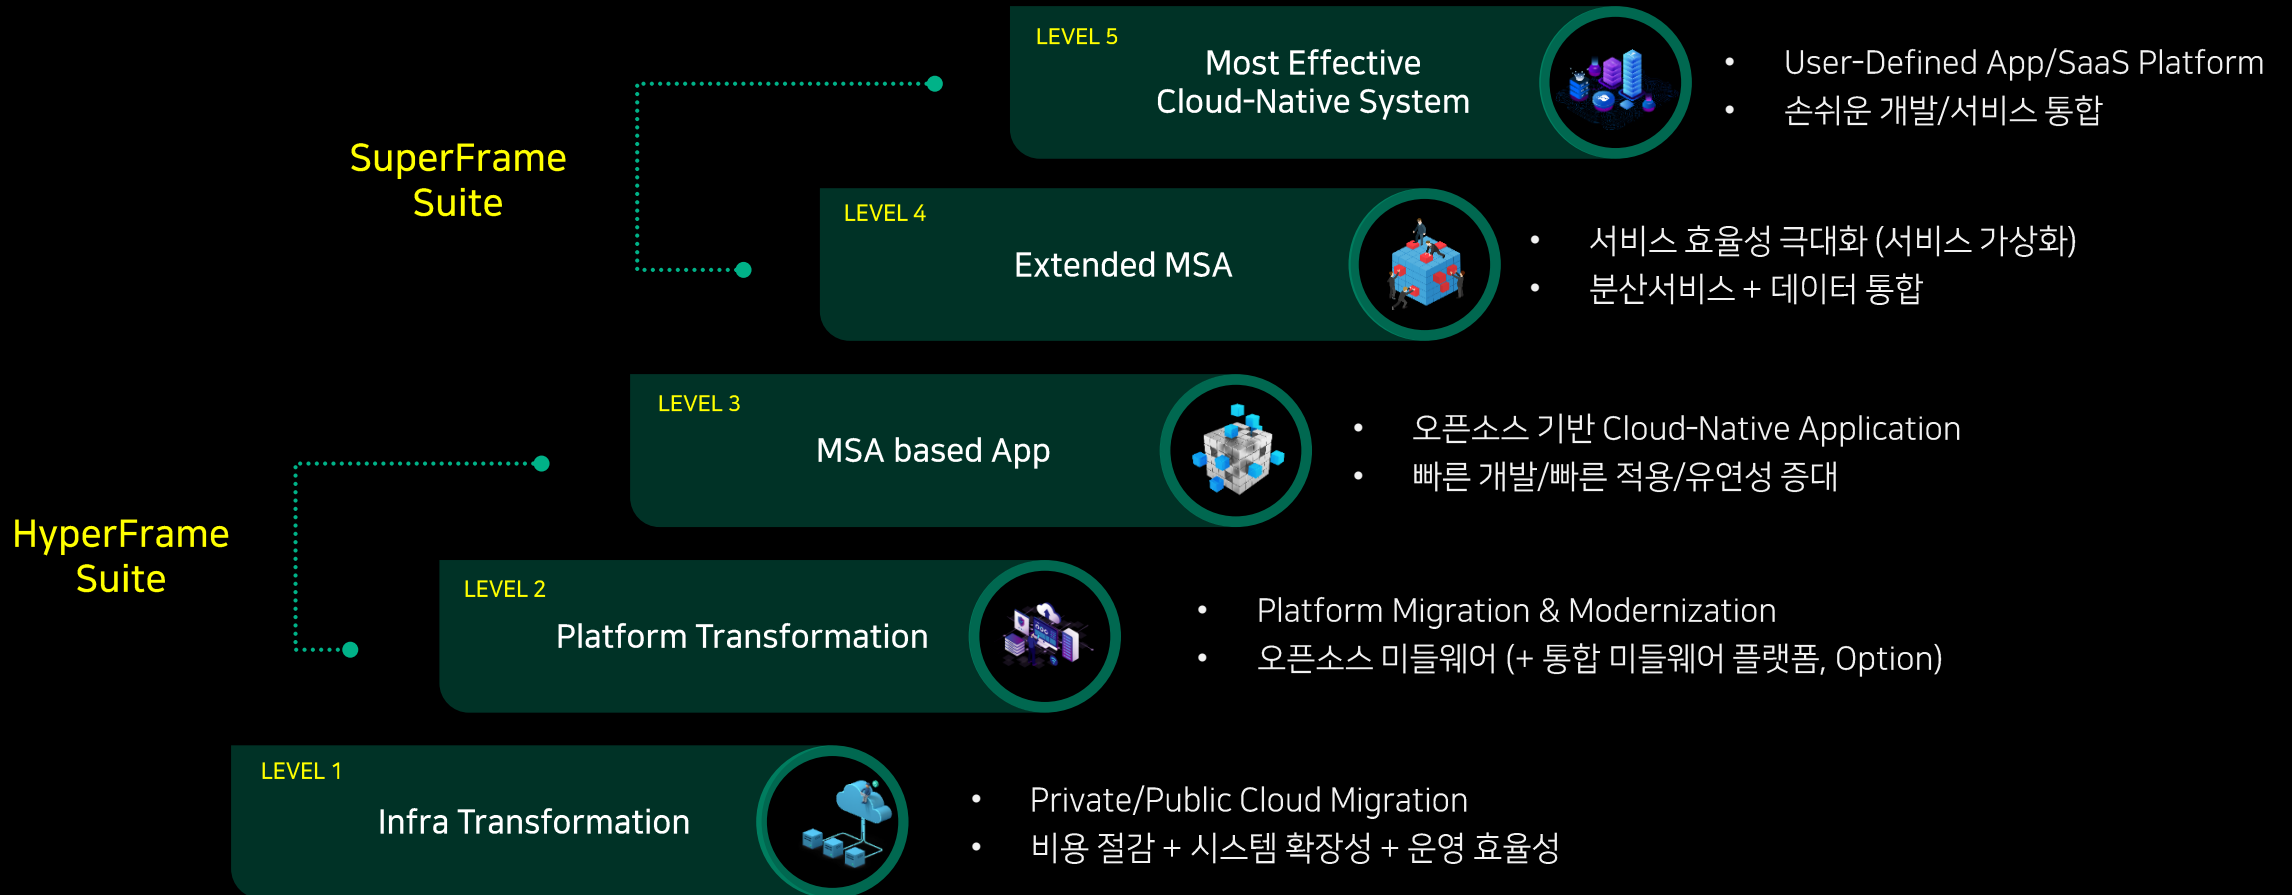 LEVEL 5
Most Effective
Cloud-Native System
• User-Defined App/SaaS Platform
• 손쉬운 개발/서비스 통합
SuperFrame
Suite
LEVEL 4
Extended MSA
• 서비스 효율성 극대화 (서비스 가상화)
• 분산서비스 + 데이터 통합
LEVEL 3
MSA based App
• 오픈소스 기반 Cloud-Native Application
• 빠른 개발/빠른 적용/유연성 증대
HyperFrame
Suite
LEVEL 2
Platform Transformation
• Platform Migration & Modernization
• 오픈소스 미들웨어 (+ 통합 미들웨어 플랫폼, Option)
LEVEL 1
Infra Transformation
• Private/Public Cloud Migration
• 비용 절감 + 시스템 확장성 + 운영 효율성